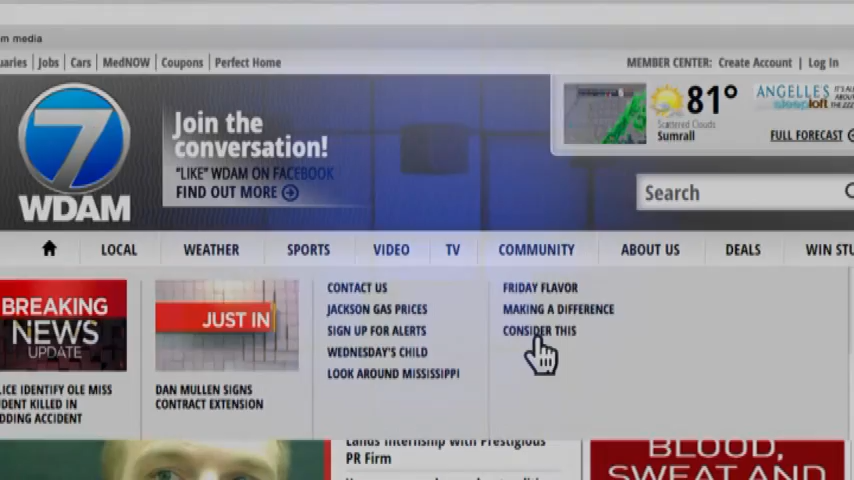 m media
uaries | Jobs | Cars | MedNOW | Coupons | Perfect Home
MEMBER CENTER: Create Account | Log In
7
WDAM
Join the
conversation!
"LIKE" WDAM ON FACEBOOK
FIND OUT MORE
81°
Scattered Clouds
Sumrall
ANGELLES
sleeploft
FULL FORECAST
Search
LOCAL
WEATHER
SPORTS
VIDEO
TV
COMMUNITY
ABOUT US
DEALS
WIN STU
BREAKING
NEWS
UPDATE
LICE IDENTIFY OLE MISS
DENT KILLED IN
DDING ACCIDENT
JUST IN
DAN MULLEN SIGNS
CONTRACT EXTENSION
CONTACT US
JACKSON GAS PRICES
SIGN UP FOR ALERTS
WEDNESDAY'S CHILD
LOOK AROUND MISSISSIPPI
FRIDAY FLAVOR
MAKING A DIFFERENCE
CONSIDER THIS
Lands Internship with Prestigious
PR Firm
BLOOD,
SWEAT AND